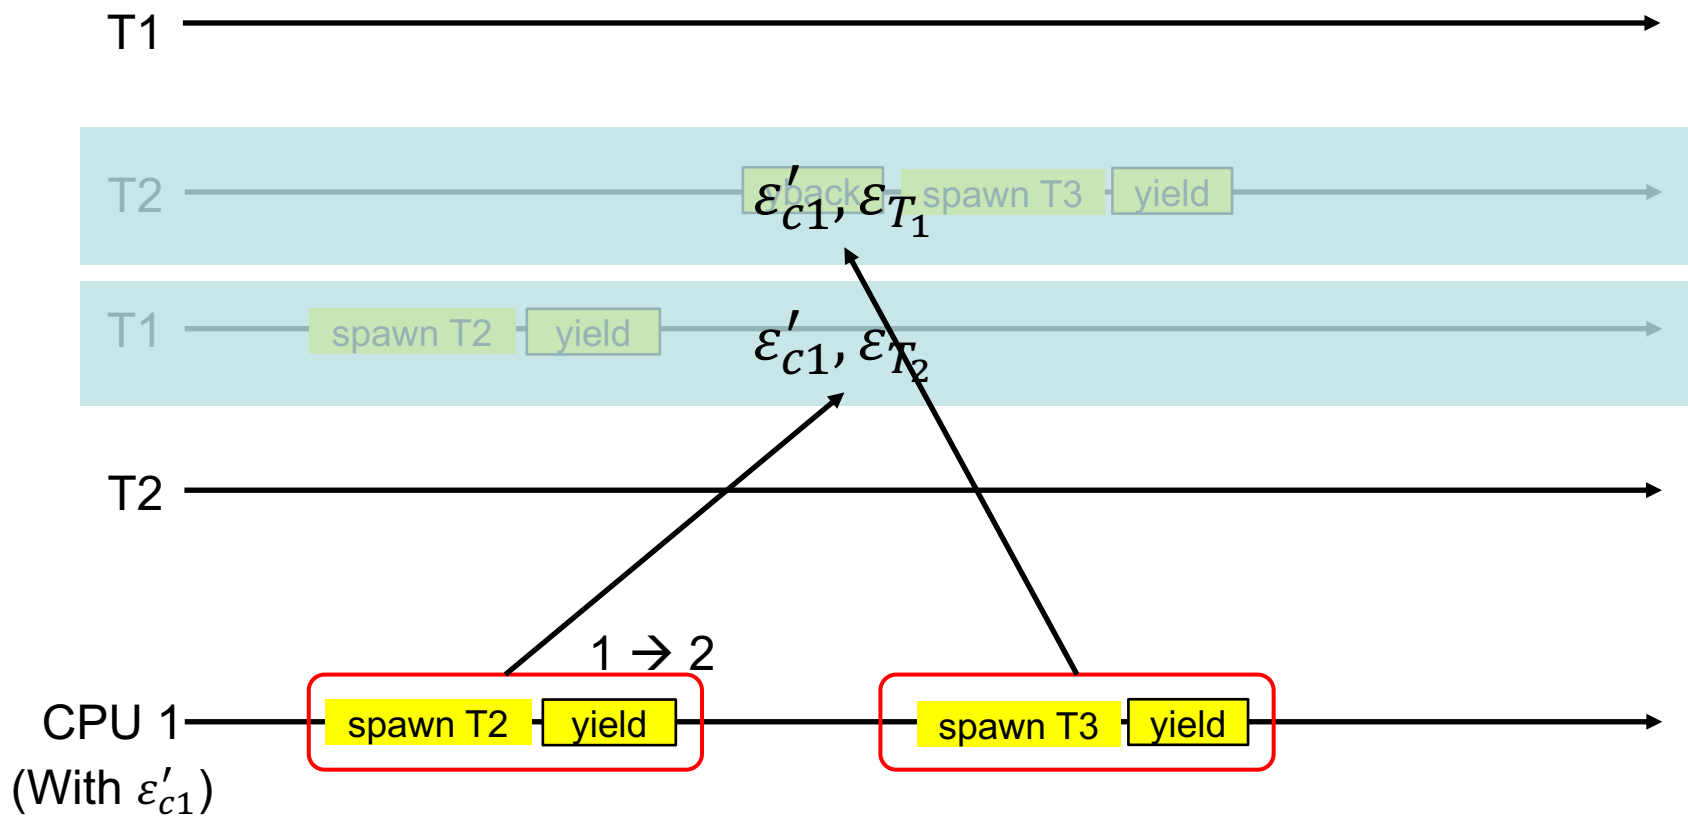 T1
T2 yback spawn T3 yield
ε′c1, εT1
T1 spawn T2 yield
ε′c1, εT2
T2
1 → 2
CPU 1 spawn T2 yield spawn T3 yield
(With ε′c1)